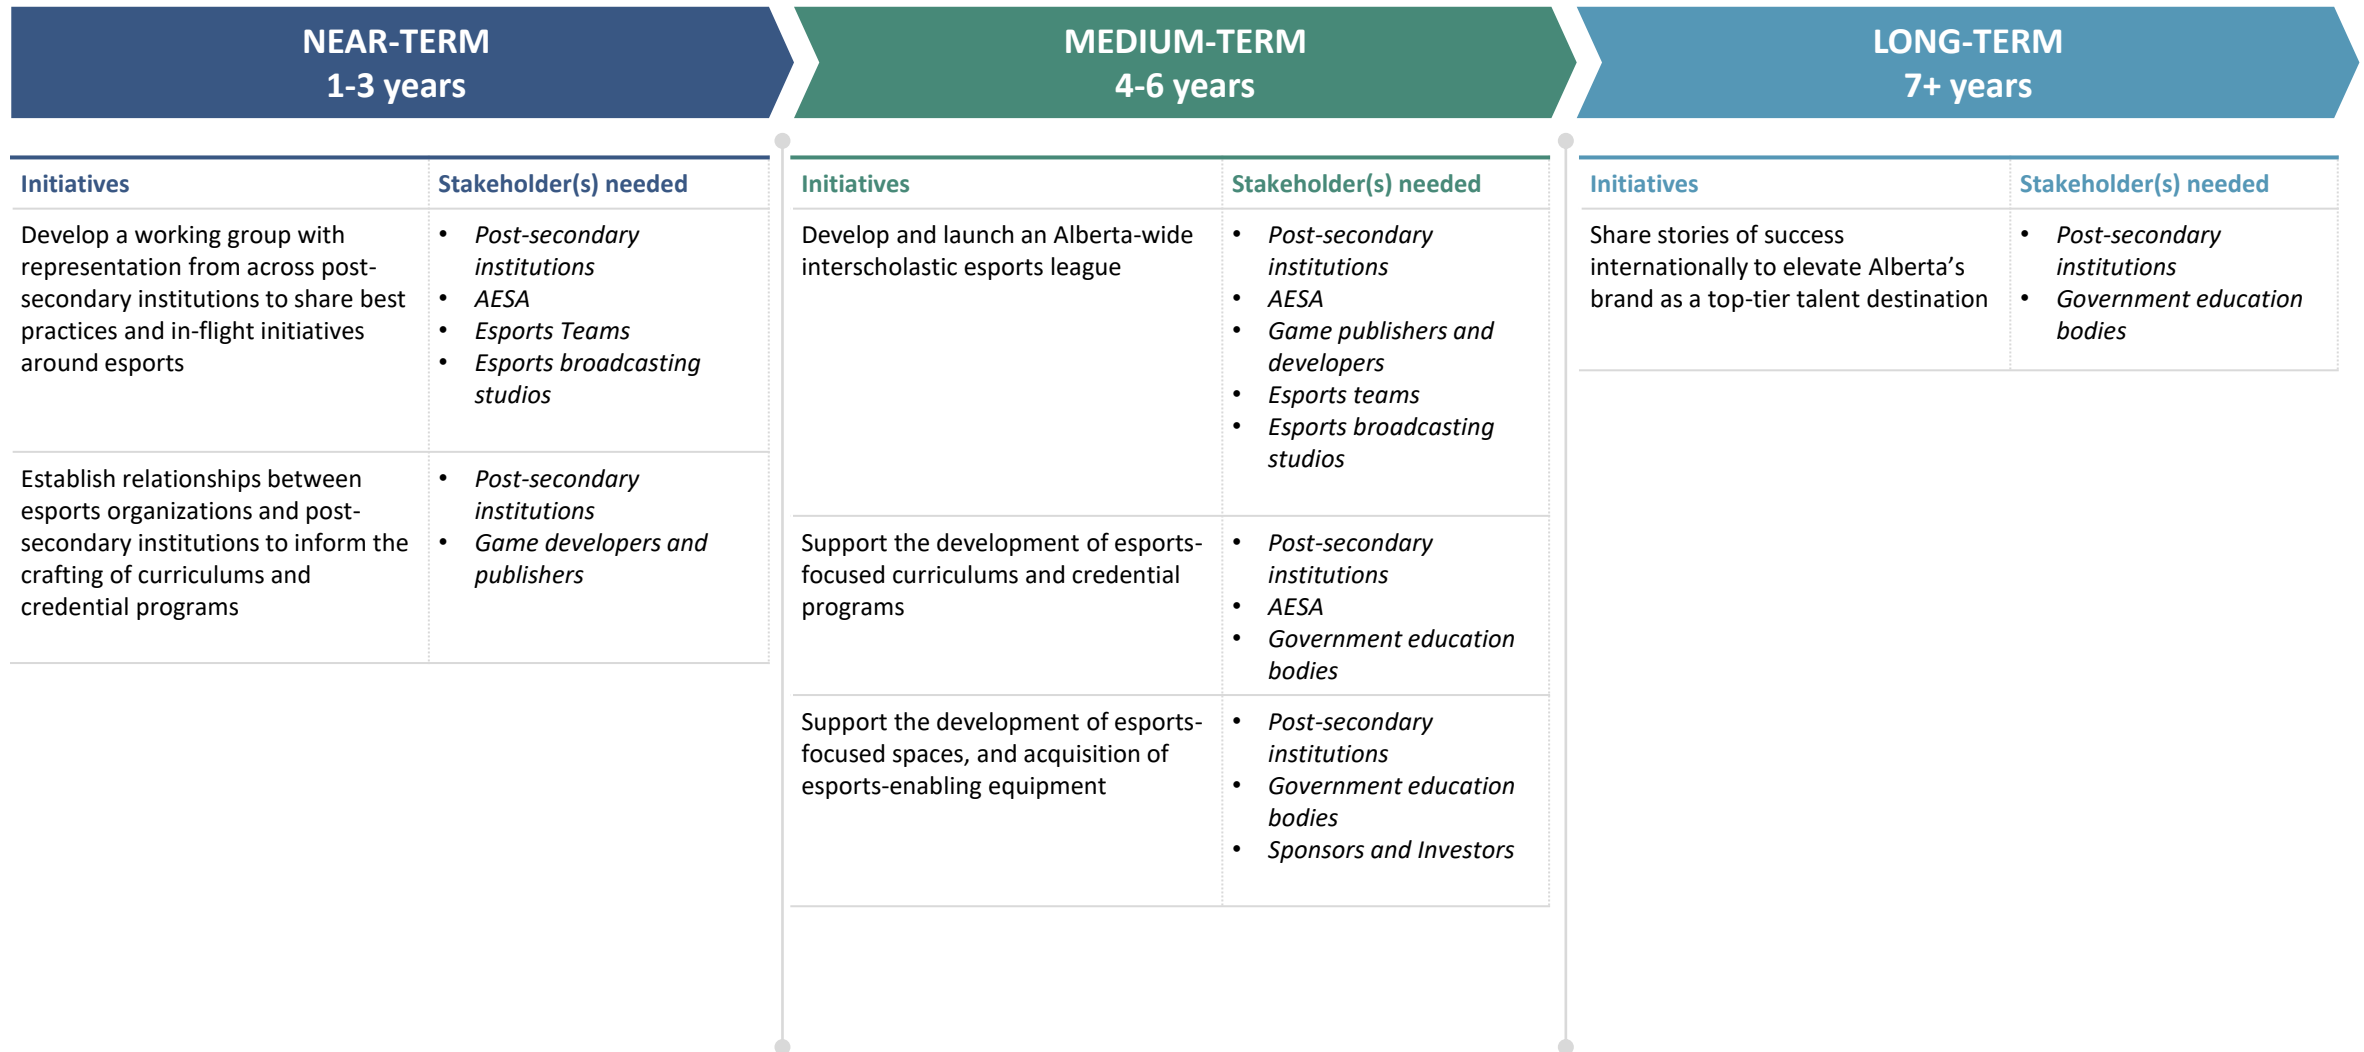 NEAR-TERM
1-3 years
MEDIUM-TERM
4-6 years
LONG-TERM
7+ years
Initiatives
Stakeholder(s) needed
Develop a working group with
representation from across post-
secondary institutions to share best
practices and in-flight initiatives
around esports
• Post-secondary
institutions
• AESA
• Esports Teams
• Esports broadcasting
studios
Establish relationships between
esports organizations and post-
secondary institutions to inform the
crafting of curriculums and
credential programs
• Post-secondary
institutions
• Game developers and
publishers
Initiatives
Stakeholder(s) needed
Develop and launch an Alberta-wide
interscholastic esports league
• Post-secondary
institutions
• AESA
• Game publishers and
developers
• Esports teams
• Esports broadcasting
studios
Support the development of esports-
focused curriculums and credential
programs
• Post-secondary
institutions
• AESA
• Government education
bodies
Support the development of esports-
focused spaces, and acquisition of
esports-enabling equipment
• Post-secondary
institutions
• Government education
bodies
• Sponsors and Investors
Initiatives
Stakeholder(s) needed
Share stories of success
internationally to elevate Alberta’s
brand as a top-tier talent destination
• Post-secondary
institutions
• Government education
bodies